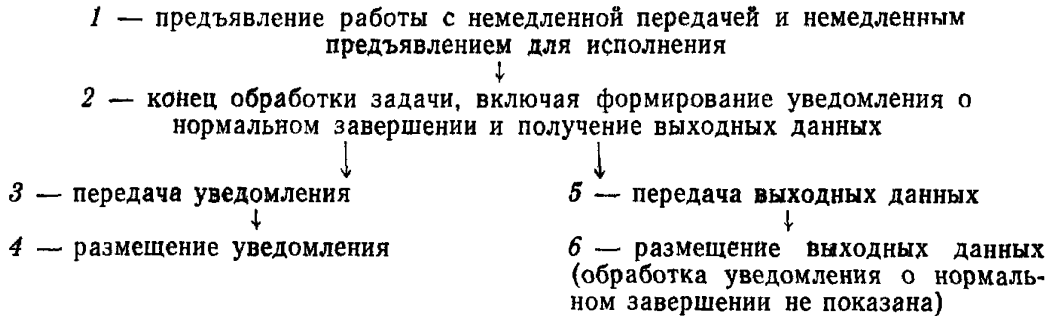 1 — предъявление работы с немедленной передачей и немедленным
предъявлением для исполнения
2 — конец обработки задачи, включая формирование уведомления о
нормальном завершении и получение выходных данных
3 — передача уведомления
4 — размещение уведомления
5 — передача выходных данных
6 — размещение выходных данных
(обработка уведомления о нормаль-
ном завершении не показана)